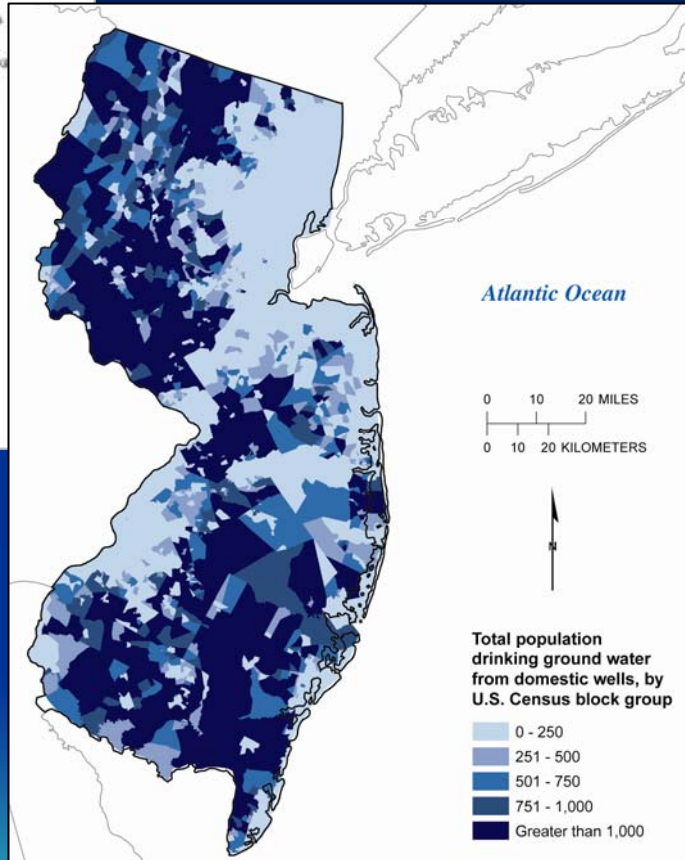 Atlantic Ocean
0 10 20 MILES
0 10 20 KILOMETERS
N
Total population
drinking ground water
from domestic wells, by
U.S. Census block group
0 - 250
251 - 500
501 - 750
751 - 1,000
Greater than 1,000